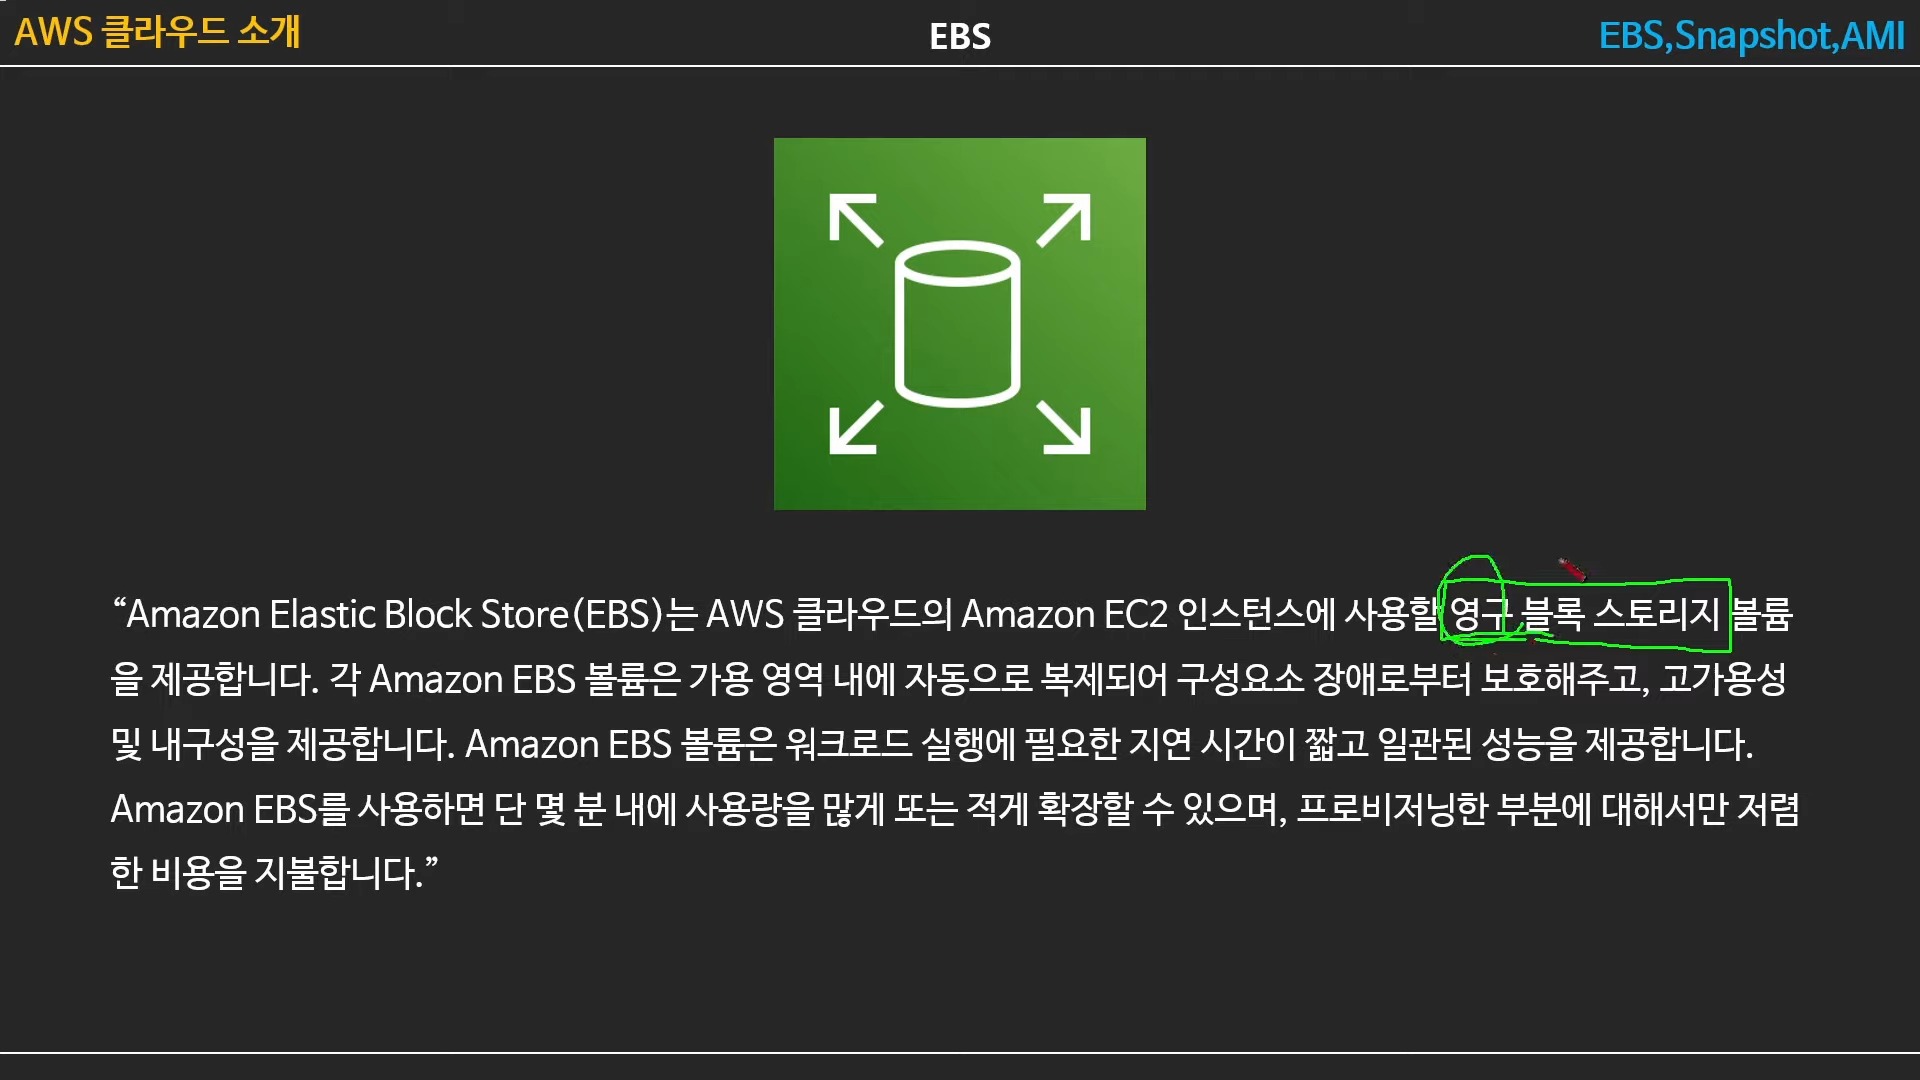 AWS 클라우드 소개
EBS
EBS,Snapshot,AMI
“Amazon Elastic Block Store(EBS)는 AWS 클라우드의 Amazon EC2 인스턴스에 사용할 영구 블록 스토리지 볼륨
을 제공합니다. 각 Amazon EBS 볼륨은 가용 영역 내에 자동으로 복제되어 구성요소 장애로부터 보호해주고, 고가용성
및 내구성을 제공합니다. Amazon EBS 볼륨은 워크로드 실행에 필요한 지연 시간이 짧고 일관된 성능을 제공합니다.
Amazon EBS를 사용하면 단 몇 분 내에 사용량을 많게 또는 적게 확장할 수 있으며, 프로비저닝한 부분에 대해서만 저렴
한 비용을 지불합니다.”